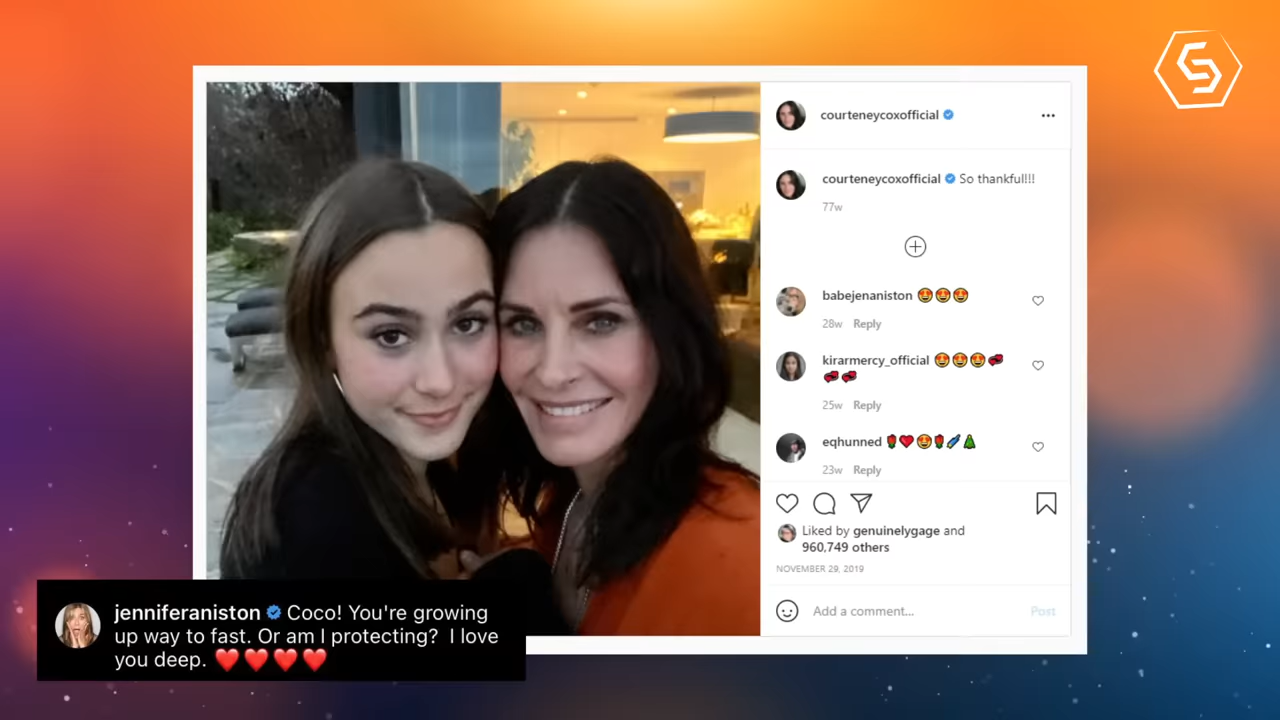 courteneycoxofficial
courteneycoxofficial So thankful!!!
77w
babejenaniston 😍😍😍
28w Reply
kirarmercy_official 😍😍😍💞
💞💞
25w Reply
eqhunned 🌹❤️😍🌹🍾🎄
23w Reply
Liked by genuinelygage and
960,749 others
NOVEMBER 29, 2019
Add a comment... Post
jenniferaniston Coco! You're growing
up way to fast. Or am I protecting? I love
you deep. ❤️❤️❤️❤️